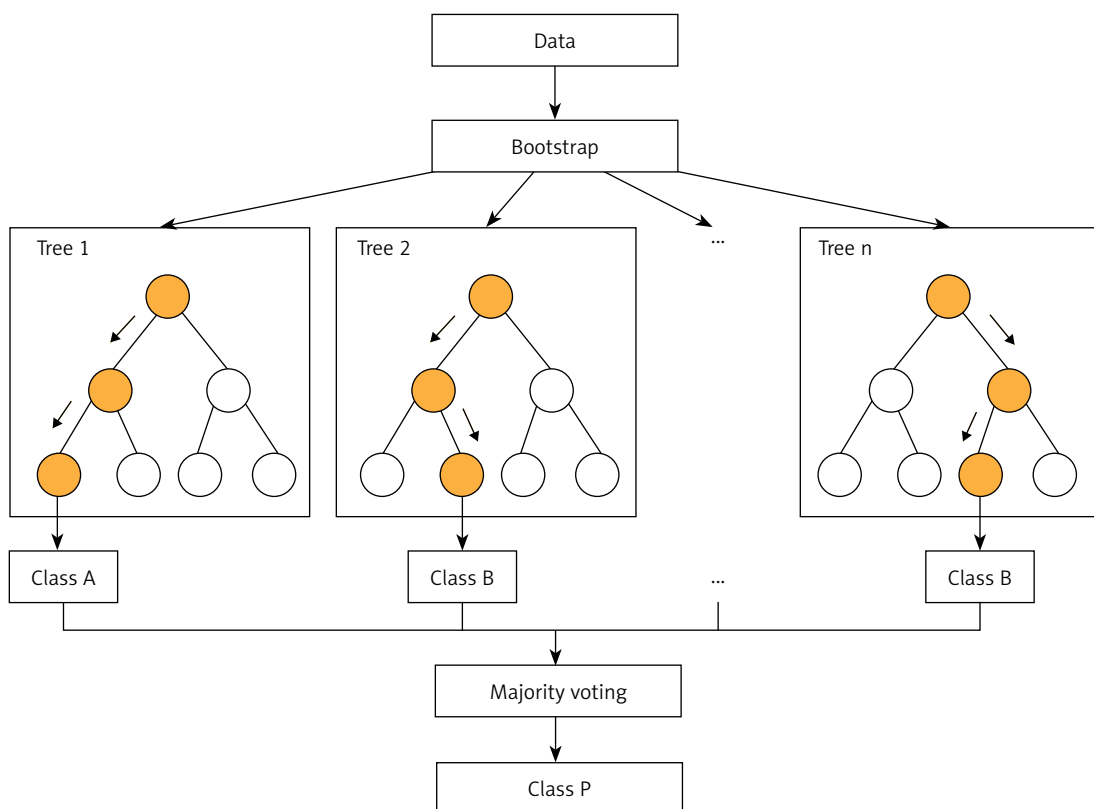 Data
Bootstrap
Tree 1
Tree 2
...
Tree n
Class A
Class B
...
Class B
Majority voting
Class P